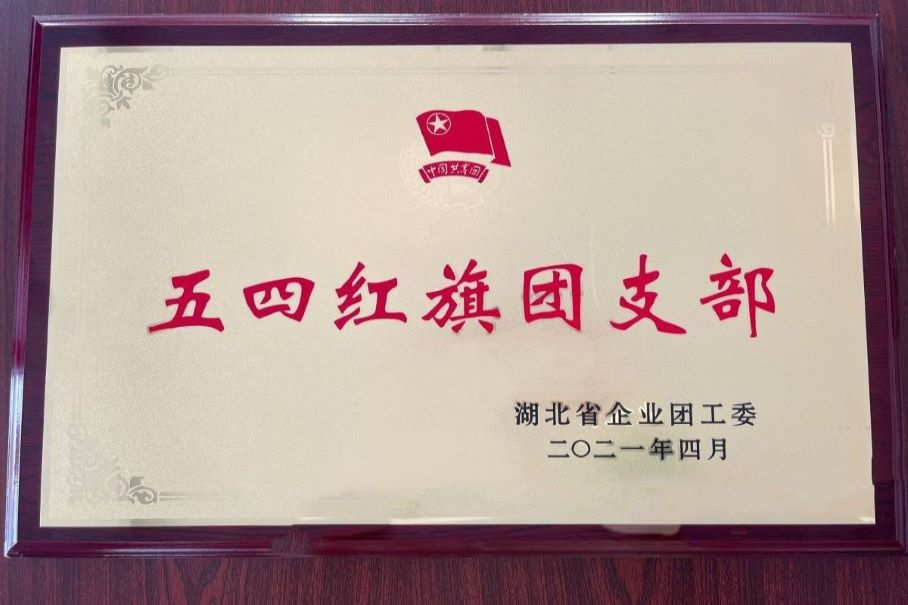 中国共青团
五四红旗团支部
湖北省企业团工委
二〇二一年四月